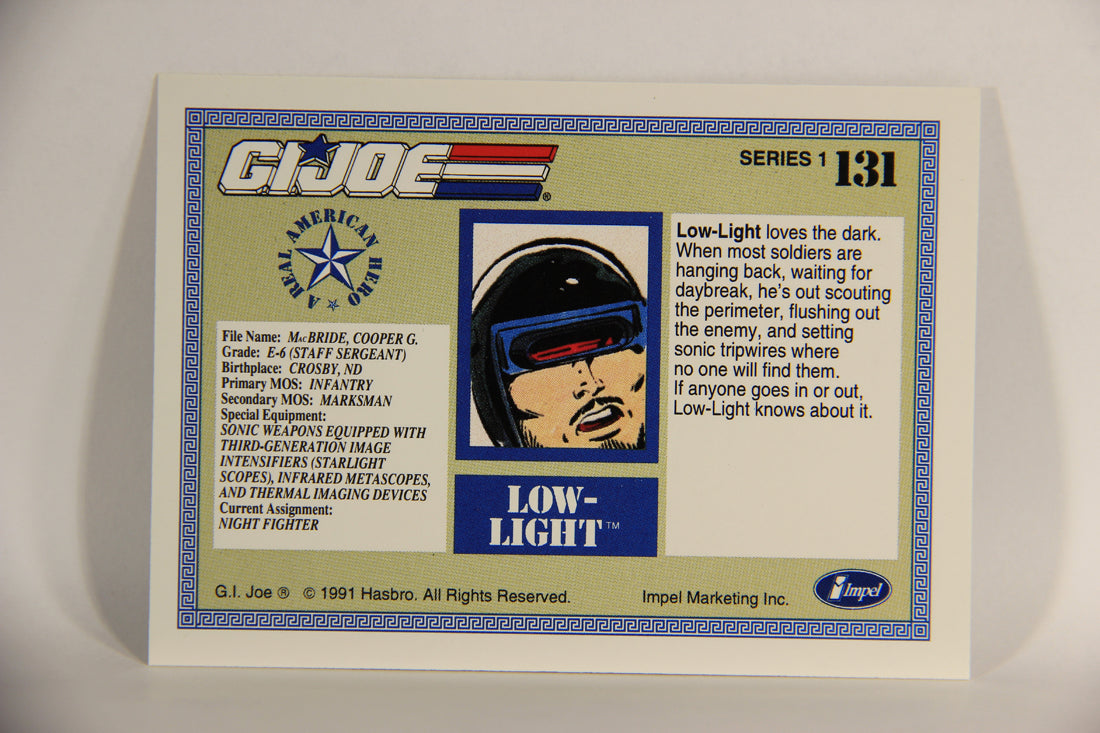 G.I. JOE ®
SERIES 1 131
A REAL AMERICAN HERO
File Name: MacBRIDE, COOPER G.
Grade: E-6 (STAFF SERGEANT)
Birthplace: CROSBY, ND
Primary MOS: INFANTRY
Secondary MOS: MARKSMAN
Special Equipment:
SONIC WEAPONS EQUIPPED WITH
THIRD-GENERATION IMAGE
INTENSIFIERS (STARLIGHT
SCOPES), INFRARED METASCOPES,
AND THERMAL IMAGING DEVICES
Current Assignment:
NIGHT FIGHTER
LOW-
LIGHT™
Low-Light loves the dark.
When most soldiers are
hanging back, waiting for
daybreak, he's out scouting
the perimeter, flushing out
the enemy, and setting
sonic tripwires where
no one will find them.
If anyone goes in or out,
Low-Light knows about it.
G.I. Joe ® © 1991 Hasbro. All Rights Reserved.
Impel Marketing Inc.
Impel